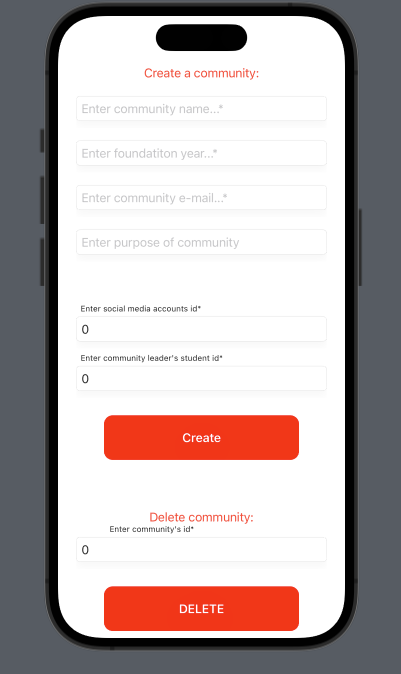 Create a community:
Enter community name...*
Enter foundatiton year...*
Enter community e-mail...*
Enter purpose of community
Enter social media accounts id*
0
Enter community leader's student id*
0
Create
Delete community:
Enter community's id*
0
DELETE